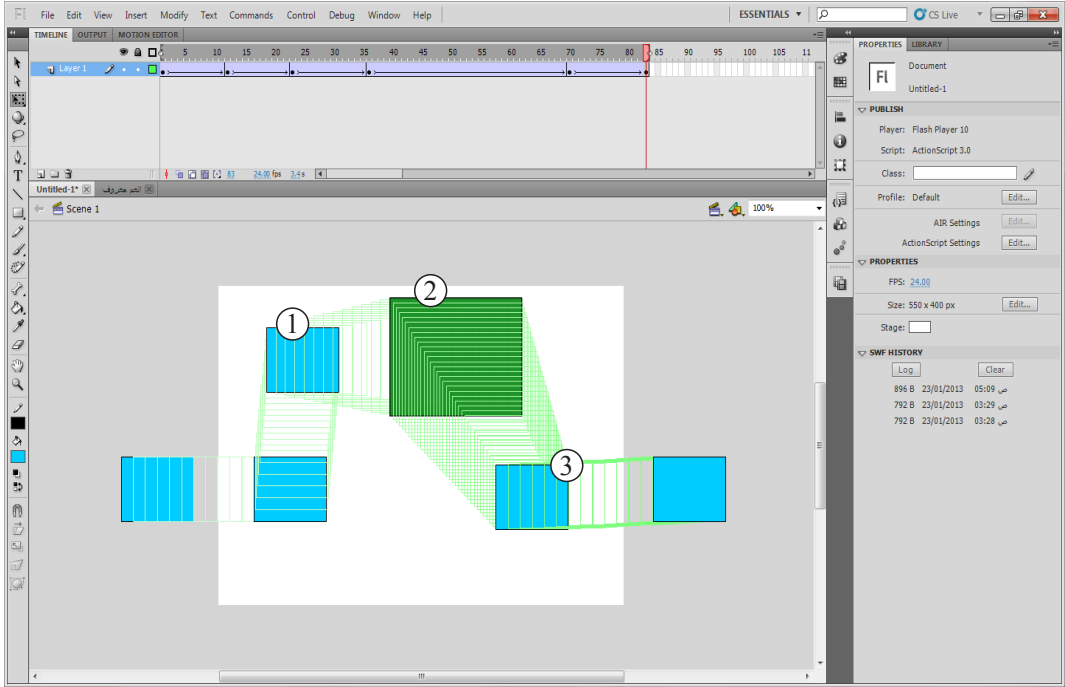 Fl File Edit View Insert Modify Text Commands Control Debug Window Help ESSENTIALS CS Live
TIMELINE OUTPUT MOTION EDITOR
5 10 15 20 25 30 35 40 45 50 55 60 65 70 75 80 85 90 95 100 105 11
Layer 1
83 24.00 fps 3.4 s
Untitled-1*
Scene 1 100%
1
2
3
PROPERTIES LIBRARY
Document
Fl
Untitled-1
PUBLISH
Player: Flash Player 10
Script: ActionScript 3.0
Class:
Profile: Default Edit...
AIR Settings Edit...
ActionScript Settings Edit...
PROPERTIES
FPS: 24.00
Size: 550 x 400 px Edit...
Stage:
SWF HISTORY
Log Clear
896 B 23/01/2013 05:09 ص
792 B 23/01/2013 03:29 ص
792 B 23/01/2013 03:28 ص